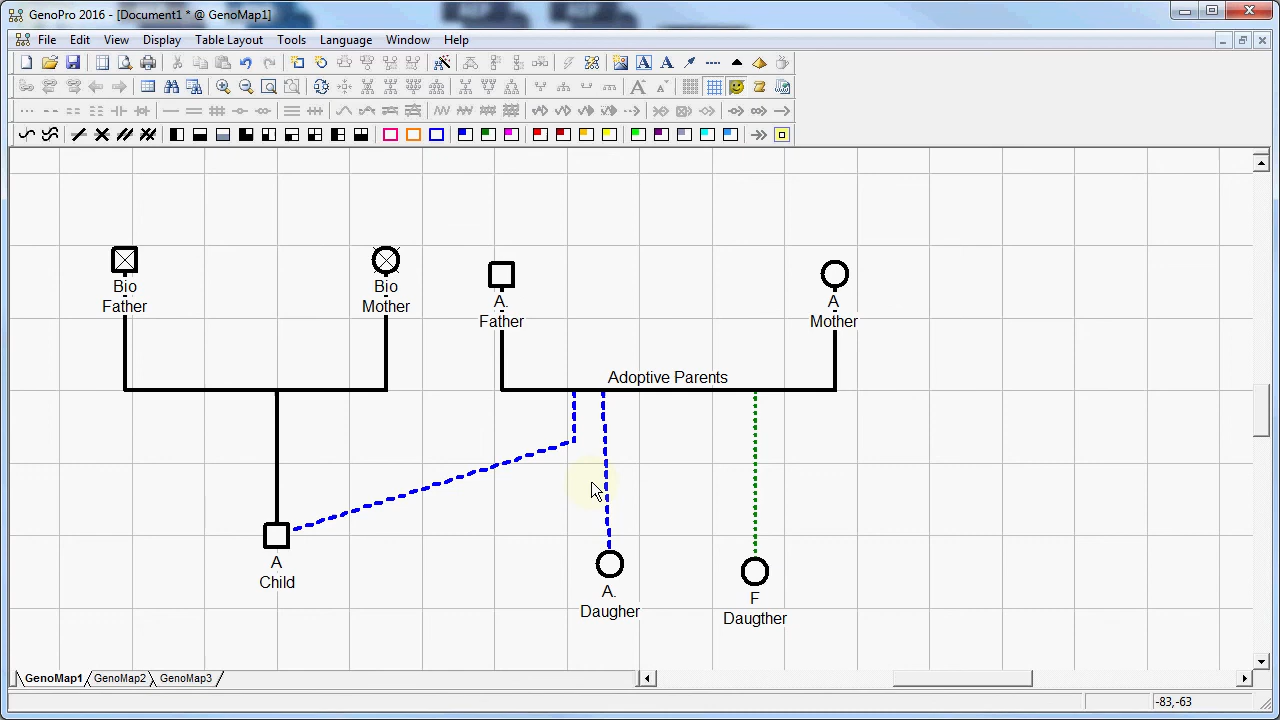 GenoPro 2016 - [Document1 * @ GenoMap1]
File Edit View Display Table Layout Tools Language Window Help
Bio
Father
Bio
Mother
A.
Father
A
Mother
Adoptive Parents
A
Child
A.
Daugher
F
Daugther
GenoMap1 GenoMap2 GenoMap3
-83,-63